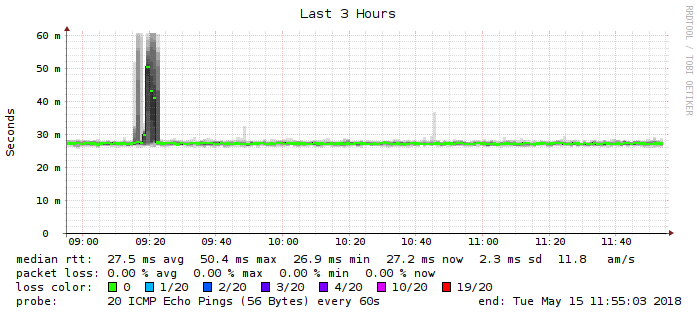 Last 3 Hours
RRDTOOL / TOBI OETIKER
Seconds
60 m
50 m
40 m
30 m
20 m
10 m
0
09:00 09:20 09:40 10:00 10:20 10:40 11:00 11:20 11:40
median rtt: 27.5 ms avg 50.4 ms max 26.9 ms min 27.2 ms now 2.3 ms sd 11.8 am/s
packet loss: 0.00 % avg 0.00 % max 0.00 % min 0.00 % now
loss color: 0 1/20 2/20 3/20 4/20 10/20 19/20
probe: 20 ICMP Echo Pings (56 Bytes) every 60s end: Tue May 15 11:55:03 2018